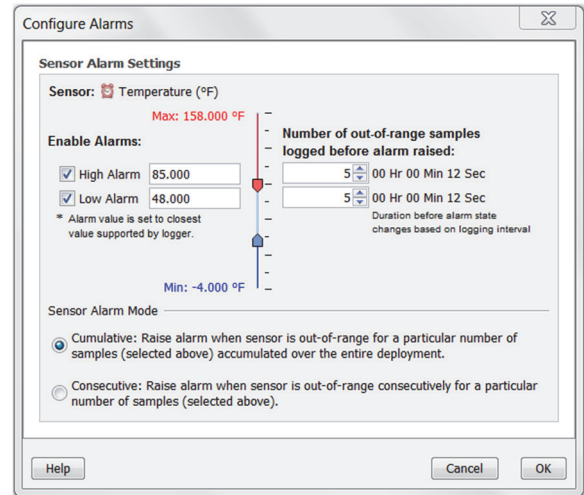 Configure Alarms
Sensor Alarm Settings
Sensor: Temperature (°F)
Max: 158.000 °F
Enable Alarms:
High Alarm 85.000
Low Alarm 48.000
* Alarm value is set to closest
value supported by logger.
Min: -4.000 °F
Number of out-of-range samples
logged before alarm raised:
5 00 Hr 00 Min 12 Sec
5 00 Hr 00 Min 12 Sec
Duration before alarm state
changes based on logging interval
Sensor Alarm Mode
Cumulative: Raise alarm when sensor is out-of-range for a particular number of
samples (selected above) accumulated over the entire deployment.
Consecutive: Raise alarm when sensor is out-of-range consecutively for a particular
number of samples (selected above).
Help
Cancel
OK